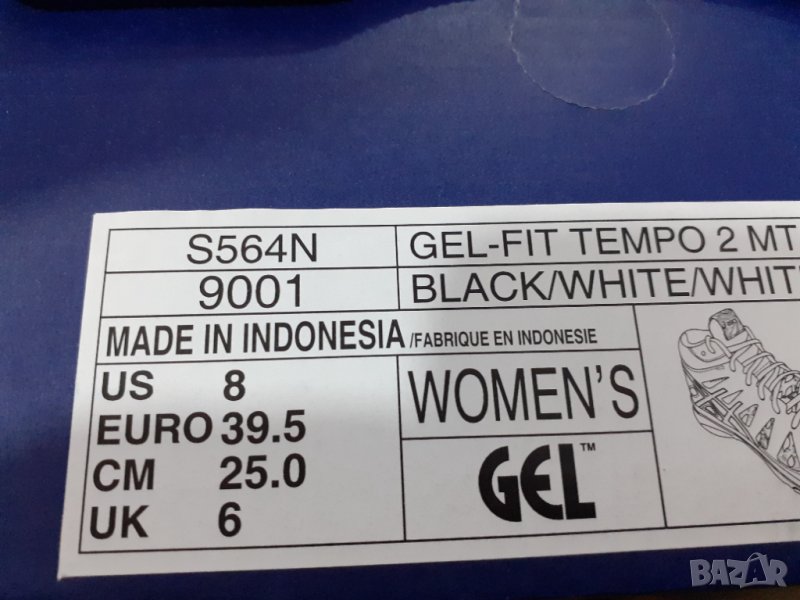 S564N GEL-FIT TEMPO 2 MT
9001 BLACK/WHITE/WHIT
MADE IN INDONESIA /FABRIQUE EN INDONESIE
US 8
EURO 39.5
CM 25.0
UK 6
WOMEN'S
GEL™
BAZAR